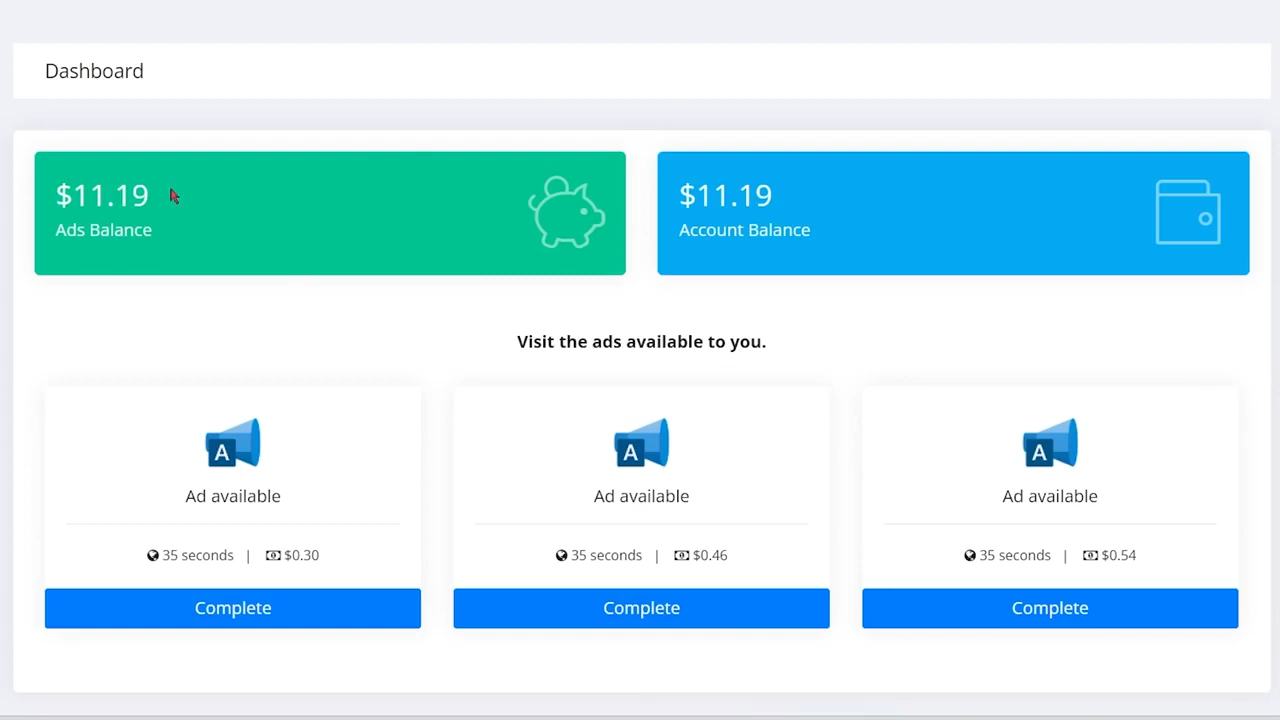 Dashboard
$11.19
Ads Balance
$11.19
Account Balance
Visit the ads available to you.
A
Ad available
35 seconds | $0.30
Complete
A
Ad available
35 seconds | $0.46
Complete
A
Ad available
35 seconds | $0.54
Complete